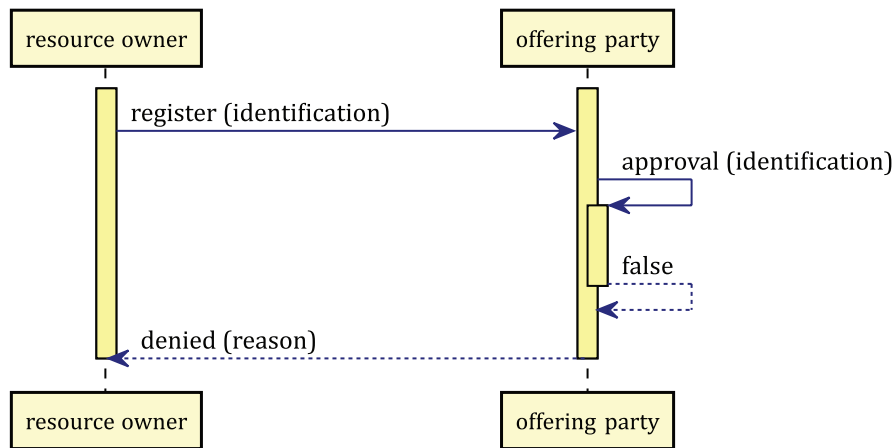 resource owner
offering party
register (identification)
approval (identification)
false
denied (reason)
resource owner
offering party